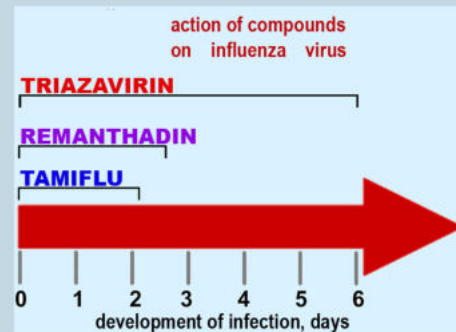 action of compounds
on influenza virus
TRIAZAVIRIN
REMANTHADIN
TAMIFLU
0 1 2 3 4 5 6
development of infection, days